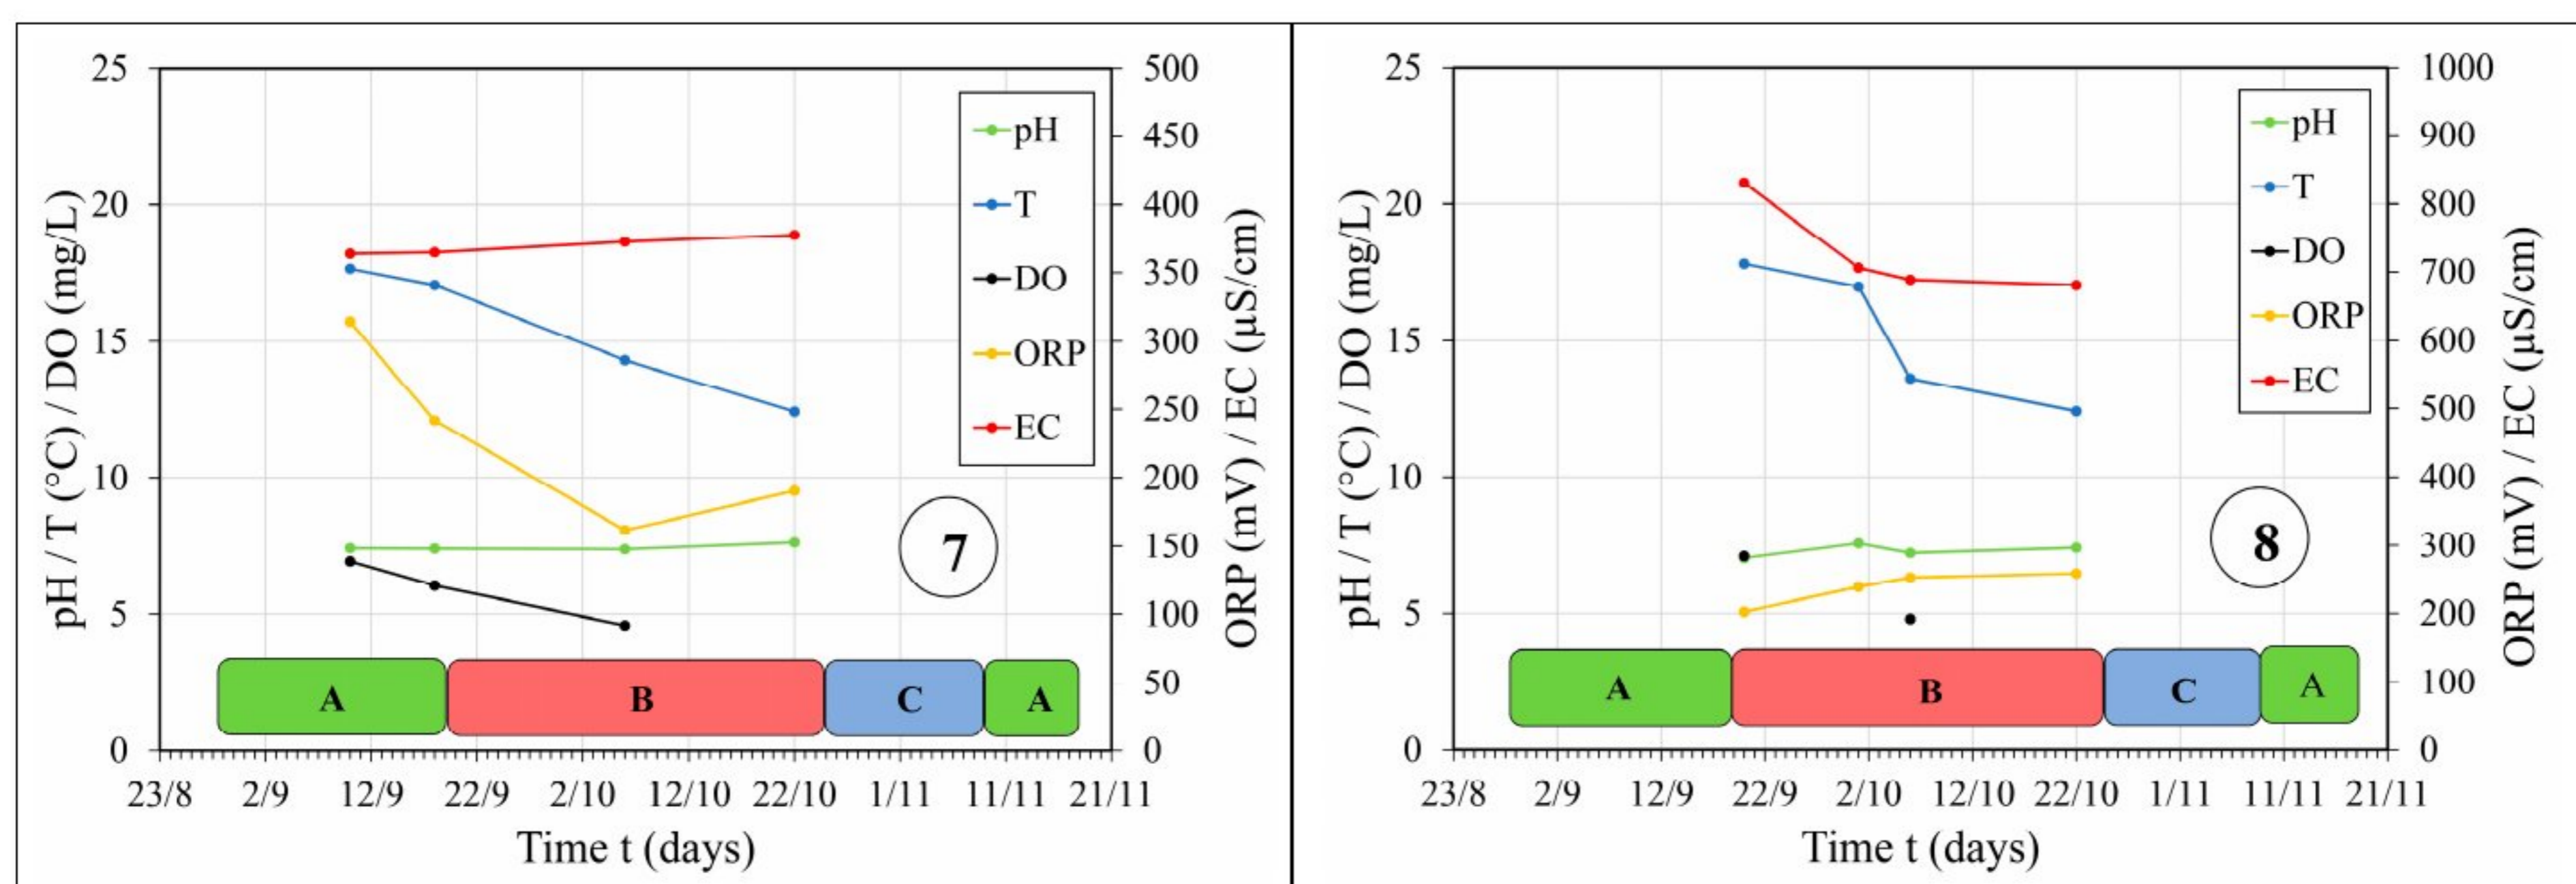 25
20
15
10
5
0
pH / T (°C) / DO (mg/L)
500
450
400
350
300
250
200
150
100
50
0
ORP (mV) / EC (µS/cm)
pH
T
DO
ORP
EC
7
A B C A
23/8 2/9 12/9 22/9 2/10 12/10 22/10 1/11 11/11 21/11
Time t (days)
25
20
15
10
5
0
pH / T (°C) / DO (mg/L)
1000
900
800
700
600
500
400
300
200
100
0
ORP (mV) / EC (µS/cm)
pH
T
DO
ORP
EC
8
A B C A
23/8 2/9 12/9 22/9 2/10 12/10 22/10 1/11 11/11 21/11
Time t (days)